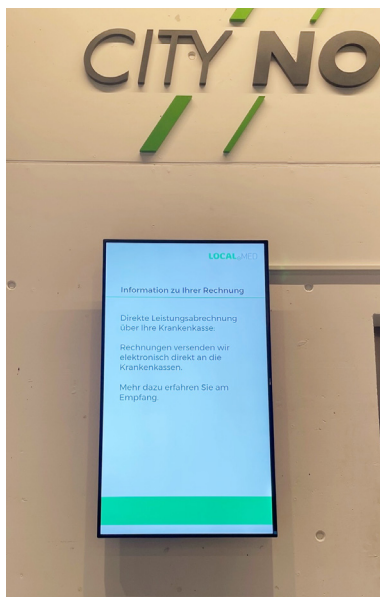 CITY NO
LOCAL.MED
Information zu Ihrer Rechnung
Direkte Leistungsabrechnung
über Ihre Krankenkasse.
Rechnungen versenden wir
elektronisch direkt an die
Krankenkassen.
Mehr dazu erfahren Sie am
Empfang.